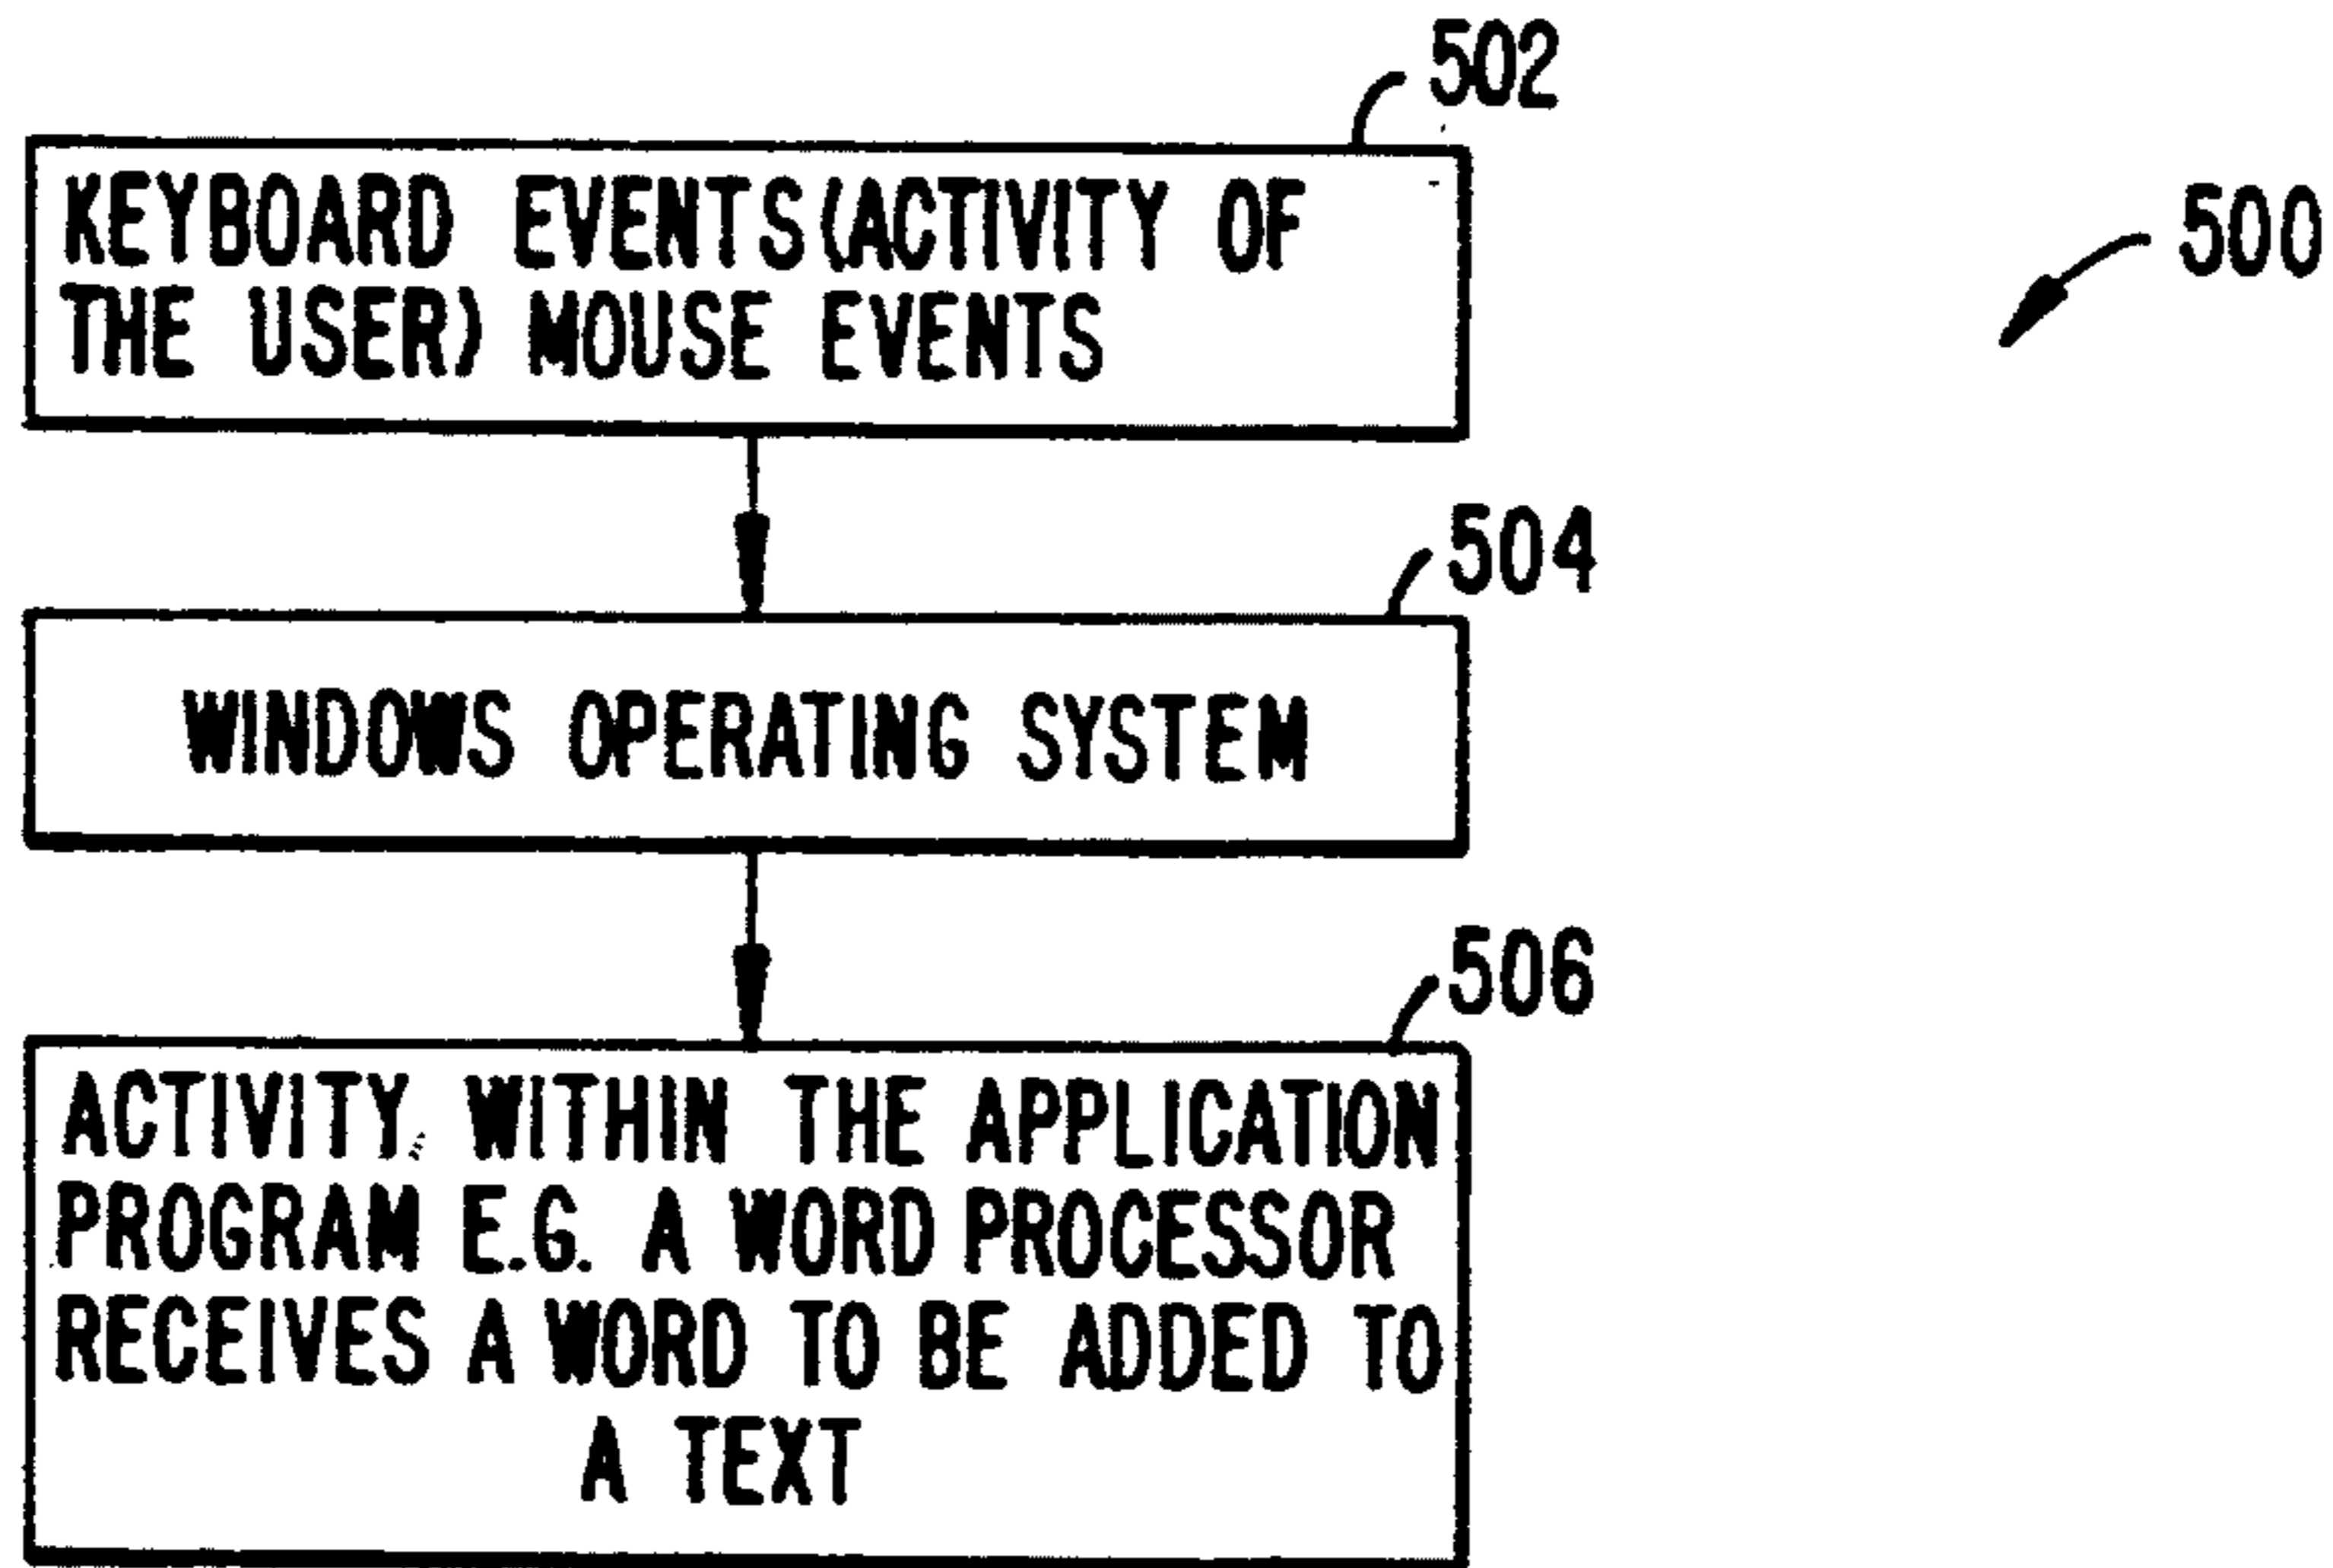 502
KEYBOARD EVENTS (ACTIVITY OF
THE USER) MOUSE EVENTS
500
504
WINDOWS OPERATING SYSTEM
506
ACTIVITY WITHIN THE APPLICATION
PROGRAM E.G. A WORD PROCESSOR
RECEIVES A WORD TO BE ADDED TO
A TEXT